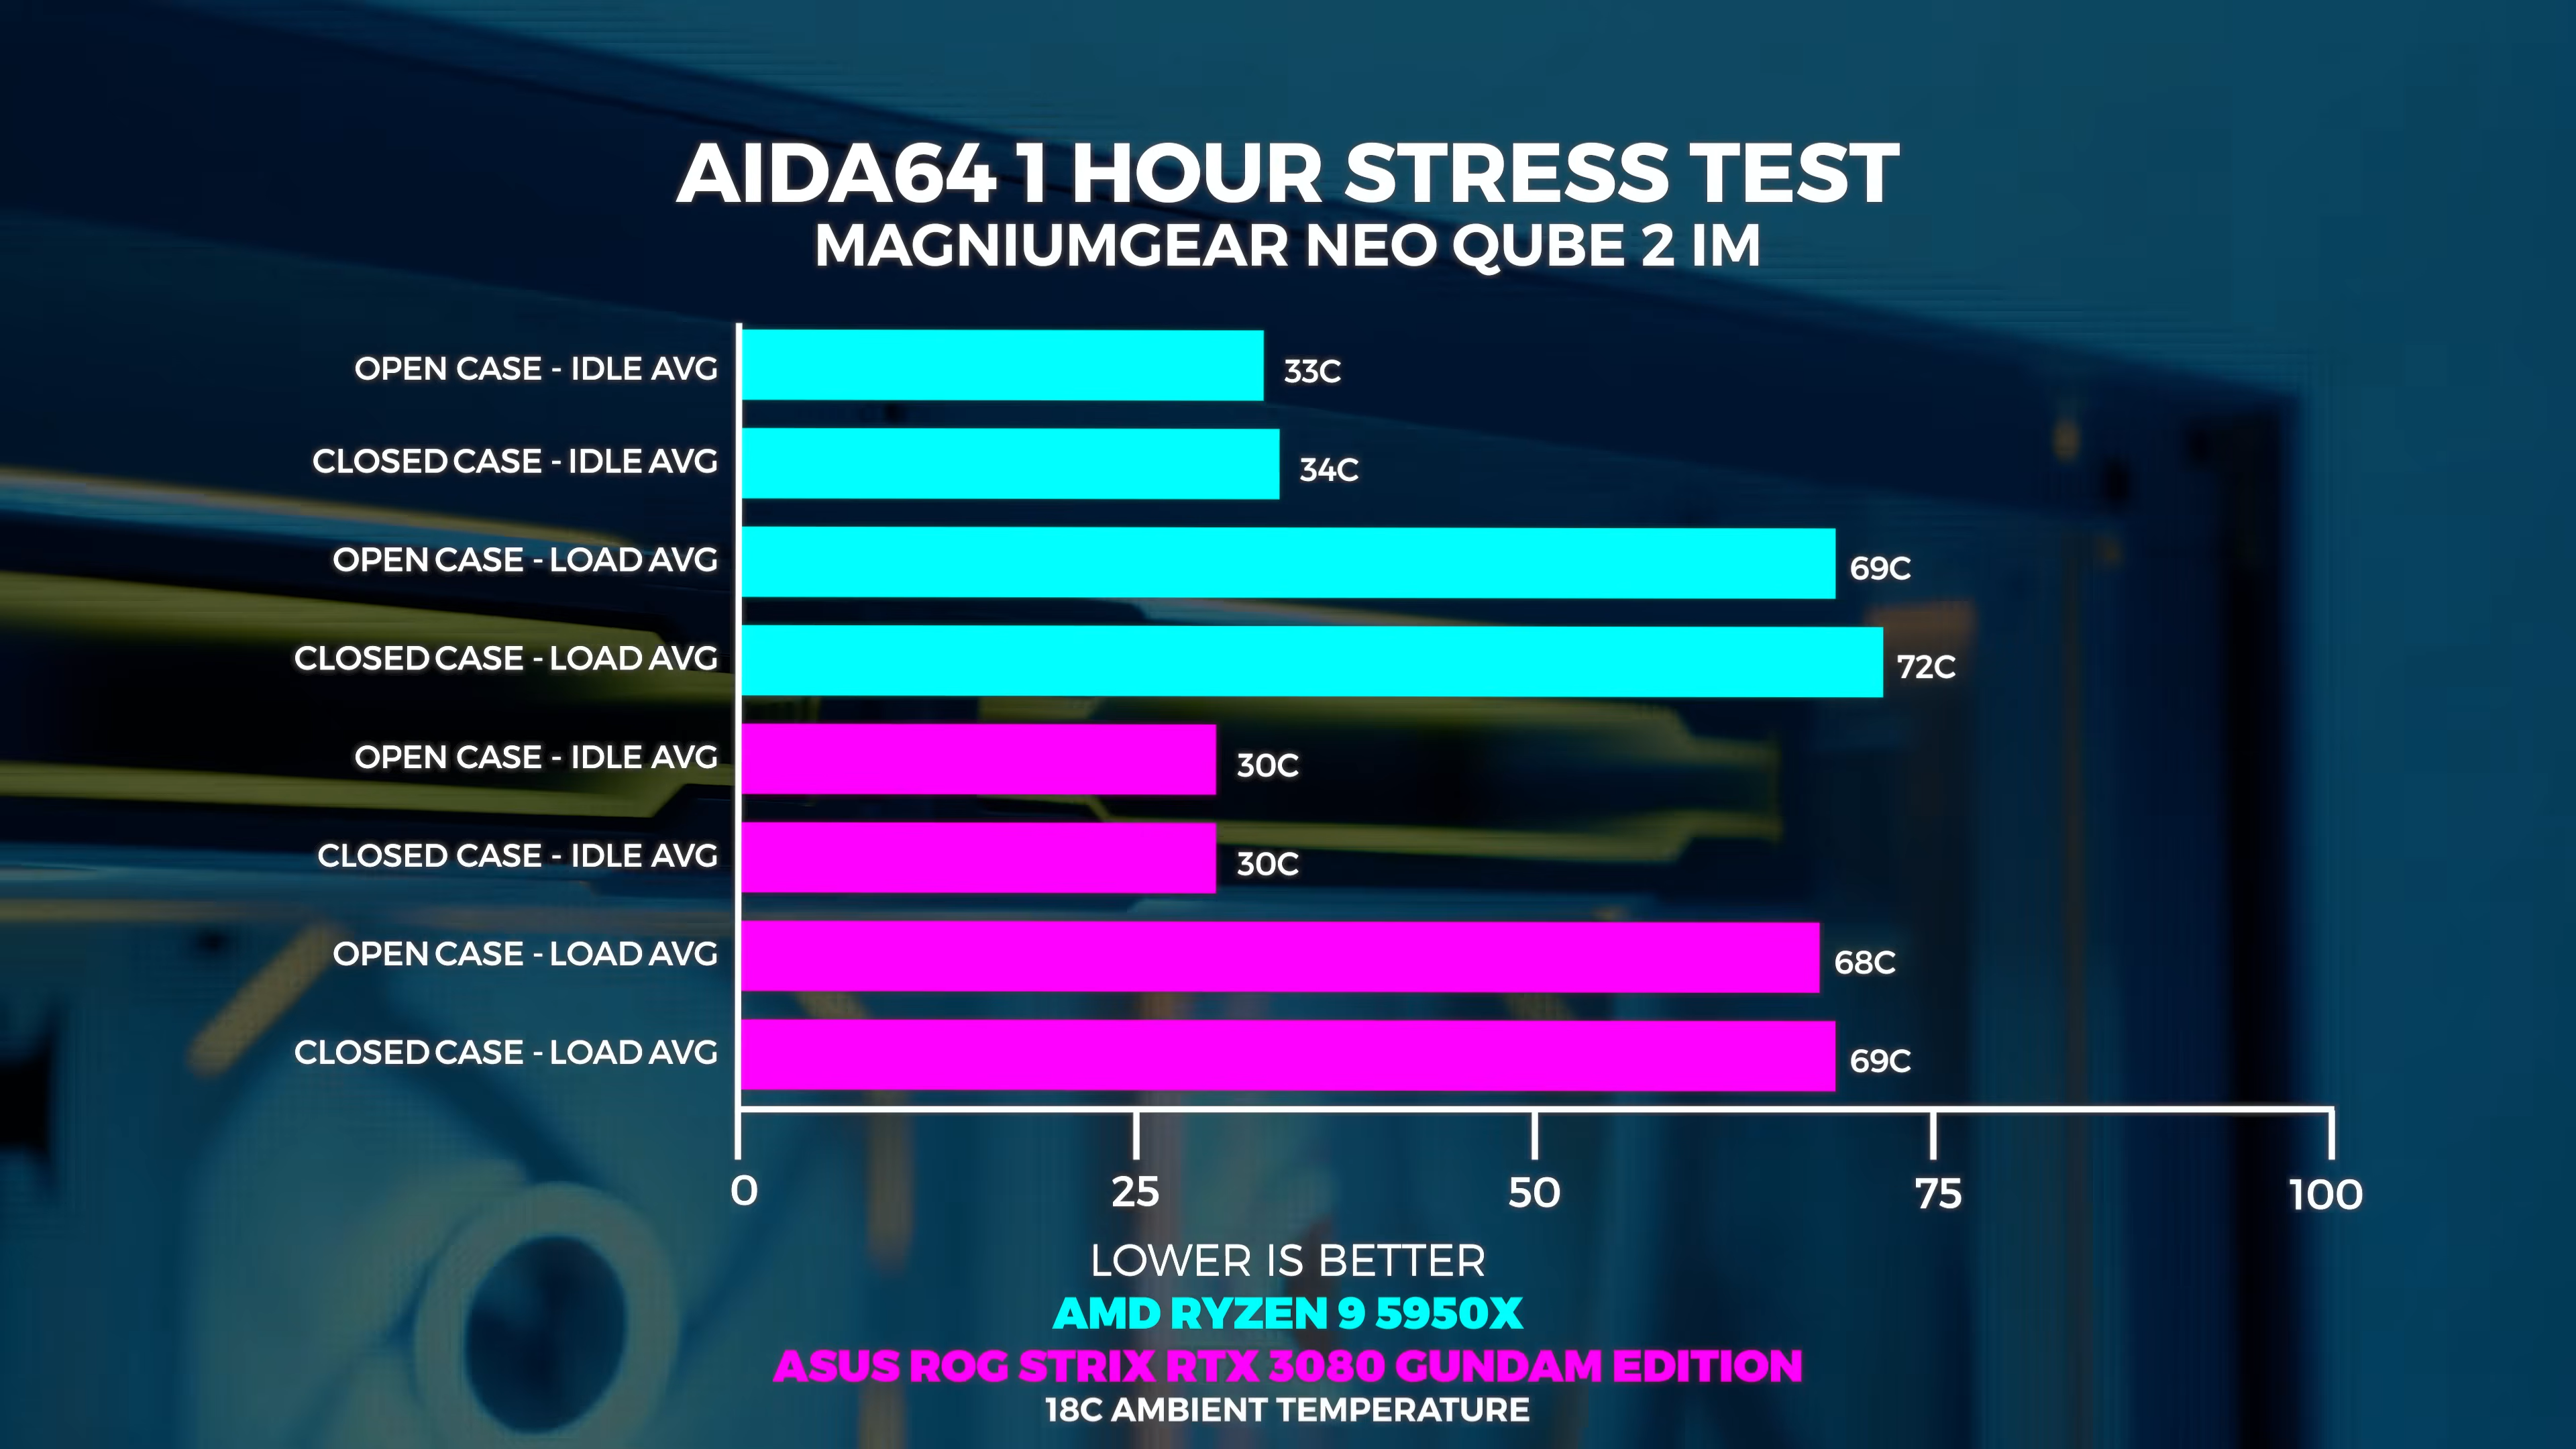 AIDA64 1 HOUR STRESS TEST
MAGNIUMGEAR NEO QUBE 2 IM
OPEN CASE - IDLE AVG 33C
CLOSED CASE - IDLE AVG 34C
OPEN CASE - LOAD AVG 69C
CLOSED CASE - LOAD AVG 72C
OPEN CASE - IDLE AVG 30C
CLOSED CASE - IDLE AVG 30C
OPEN CASE - LOAD AVG 68C
CLOSED CASE - LOAD AVG 69C
0 25 50 75 100
LOWER IS BETTER
AMD RYZEN 9 5950X
ASUS ROG STRIX RTX 3080 GUNDAM EDITION
18C AMBIENT TEMPERATURE